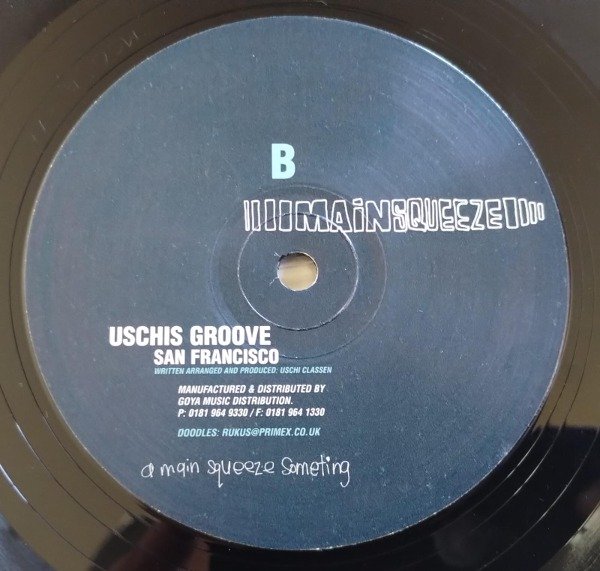 B
MAiNSQUEEZE
USCHIS GROOVE
SAN FRANCISCO
WRITTEN ARRANGED AND PRODUCED: USCHI CLASSEN
MANUFACTURED & DISTRIBUTED BY
GOYA MUSIC DISTRIBUTION.
P: 0181 964 9330 / F: 0181 964 1330
DOODLES: RUKUS@PRIMEX.CO.UK
a main squeeze someting